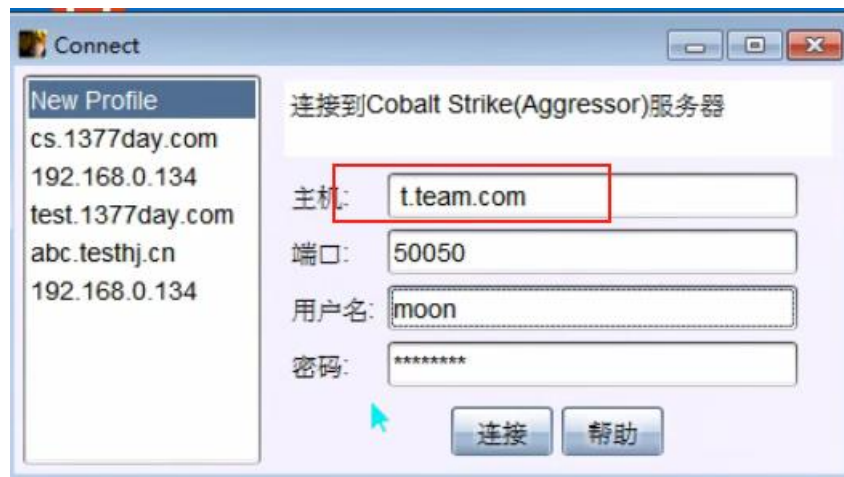 Connect
New Profile
cs.1377day.com
192.168.0.134
test.1377day.com
abc.testhj.cn
192.168.0.134
连接到Cobalt Strike(Aggressor)服务器
主机: t.team.com
端口: 50050
用户名: moon
密码: ********
连接 帮助